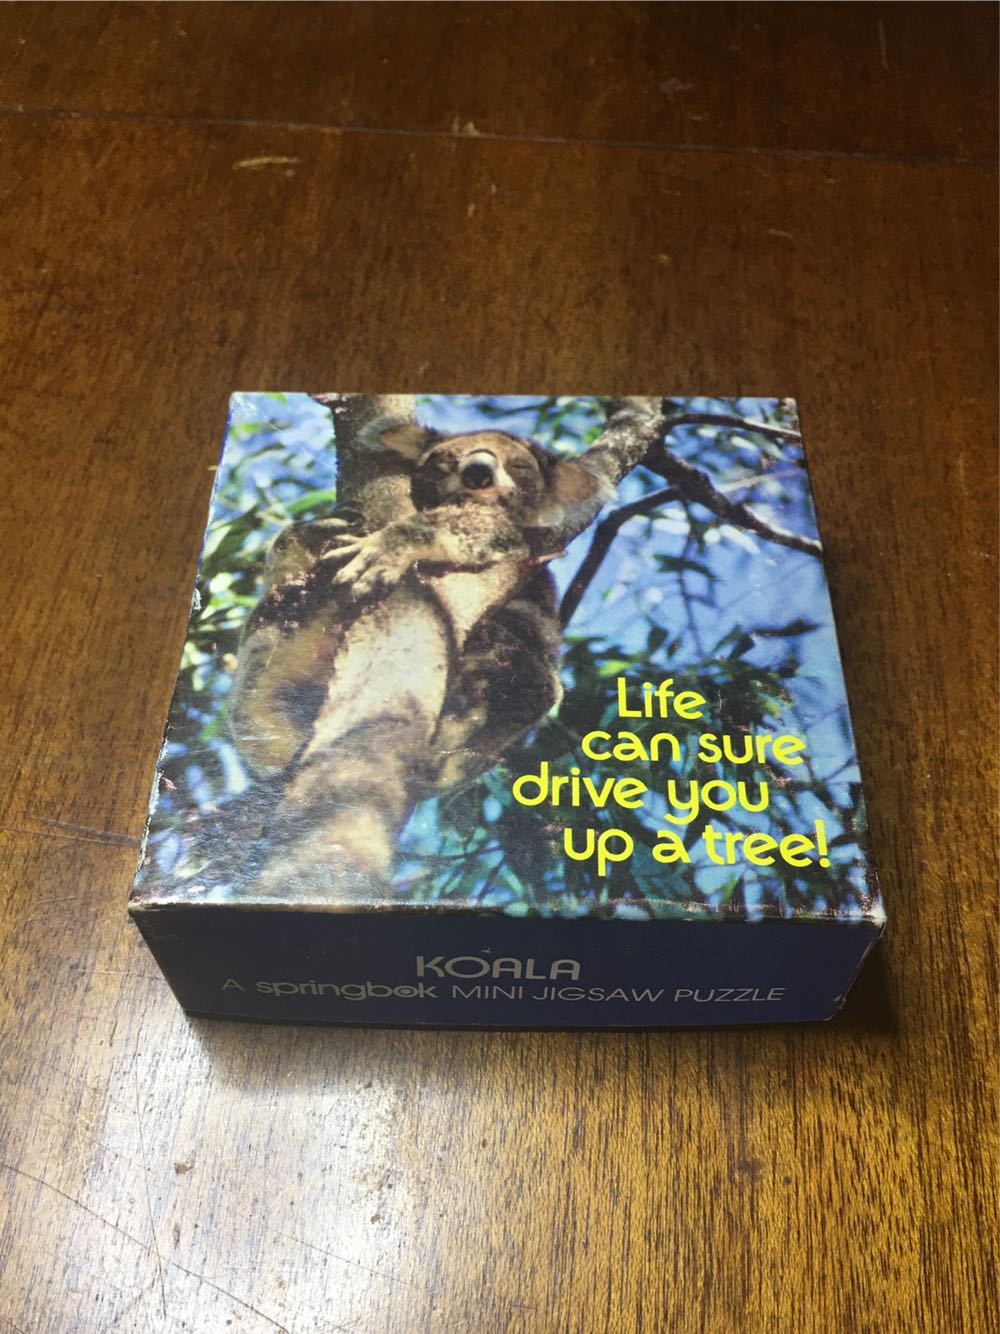 Life
can sure
drive you
up a tree!
KOALA
A springbok MINI JIGSAW PUZZLE